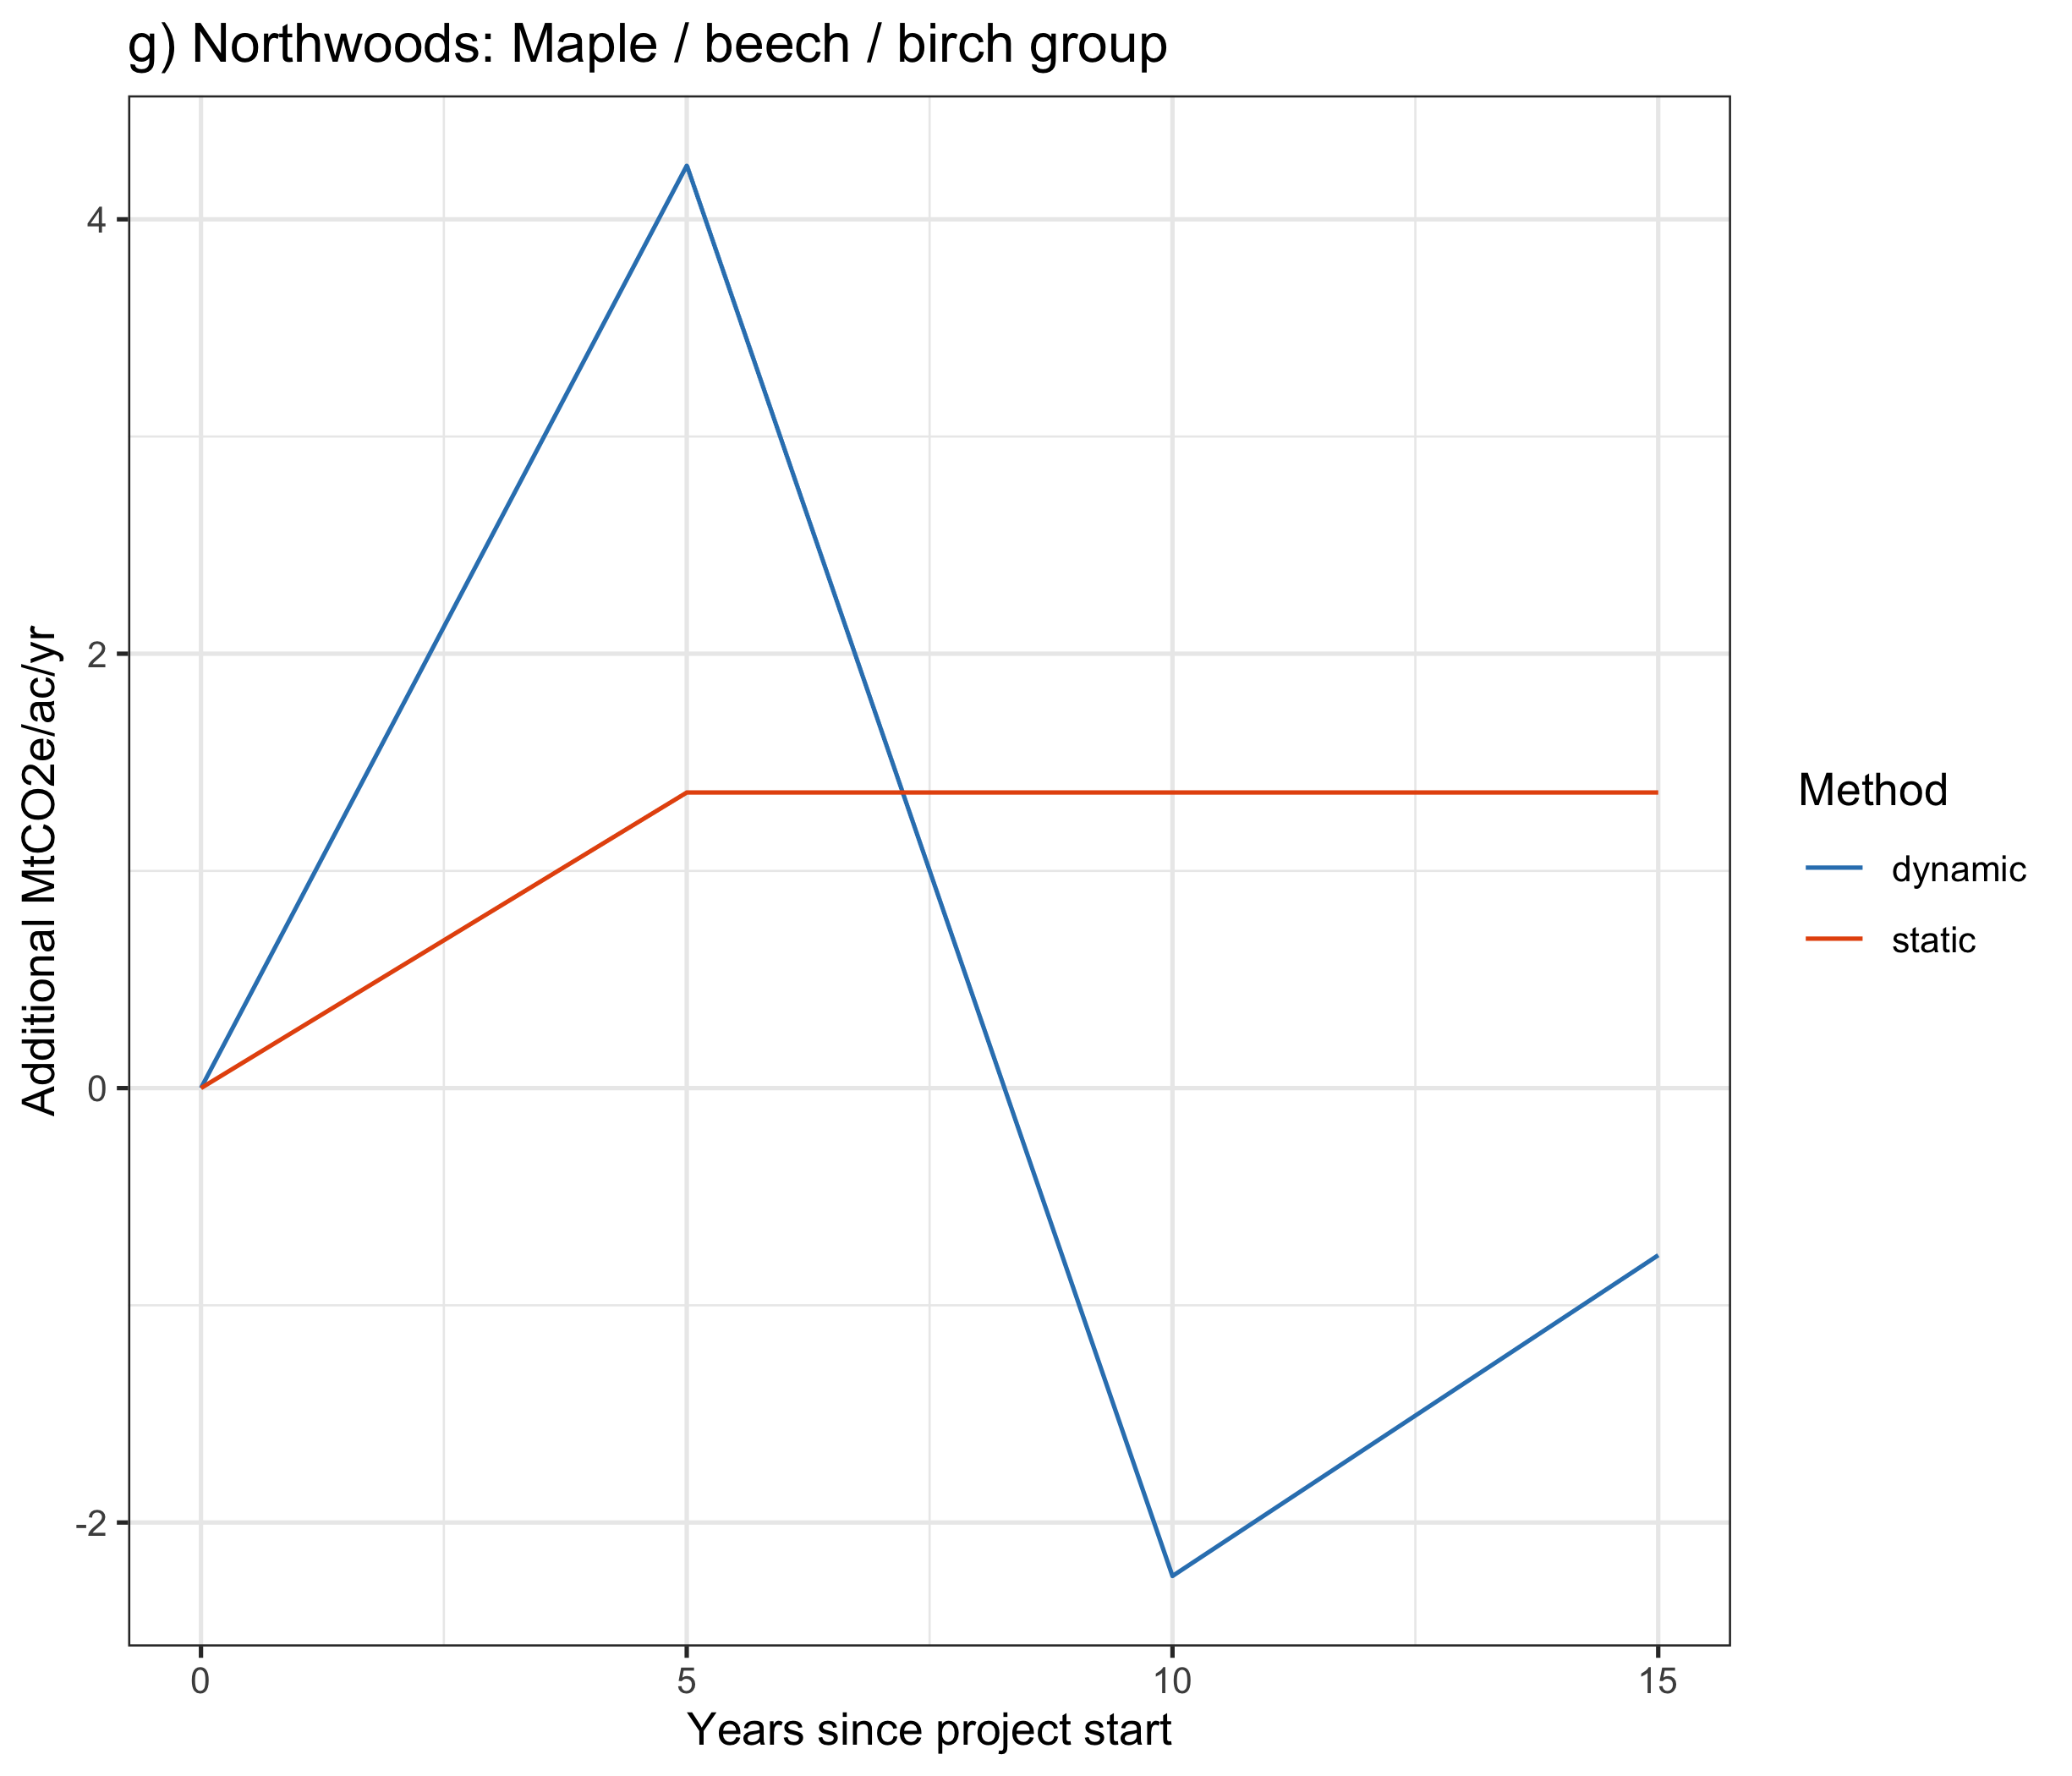 g) Northwoods: Maple / beech / birch group
Additional MtCO2e/ac/yr
4
2
0
-2
0
5
10
15
Years since project start
Method
dynamic
static